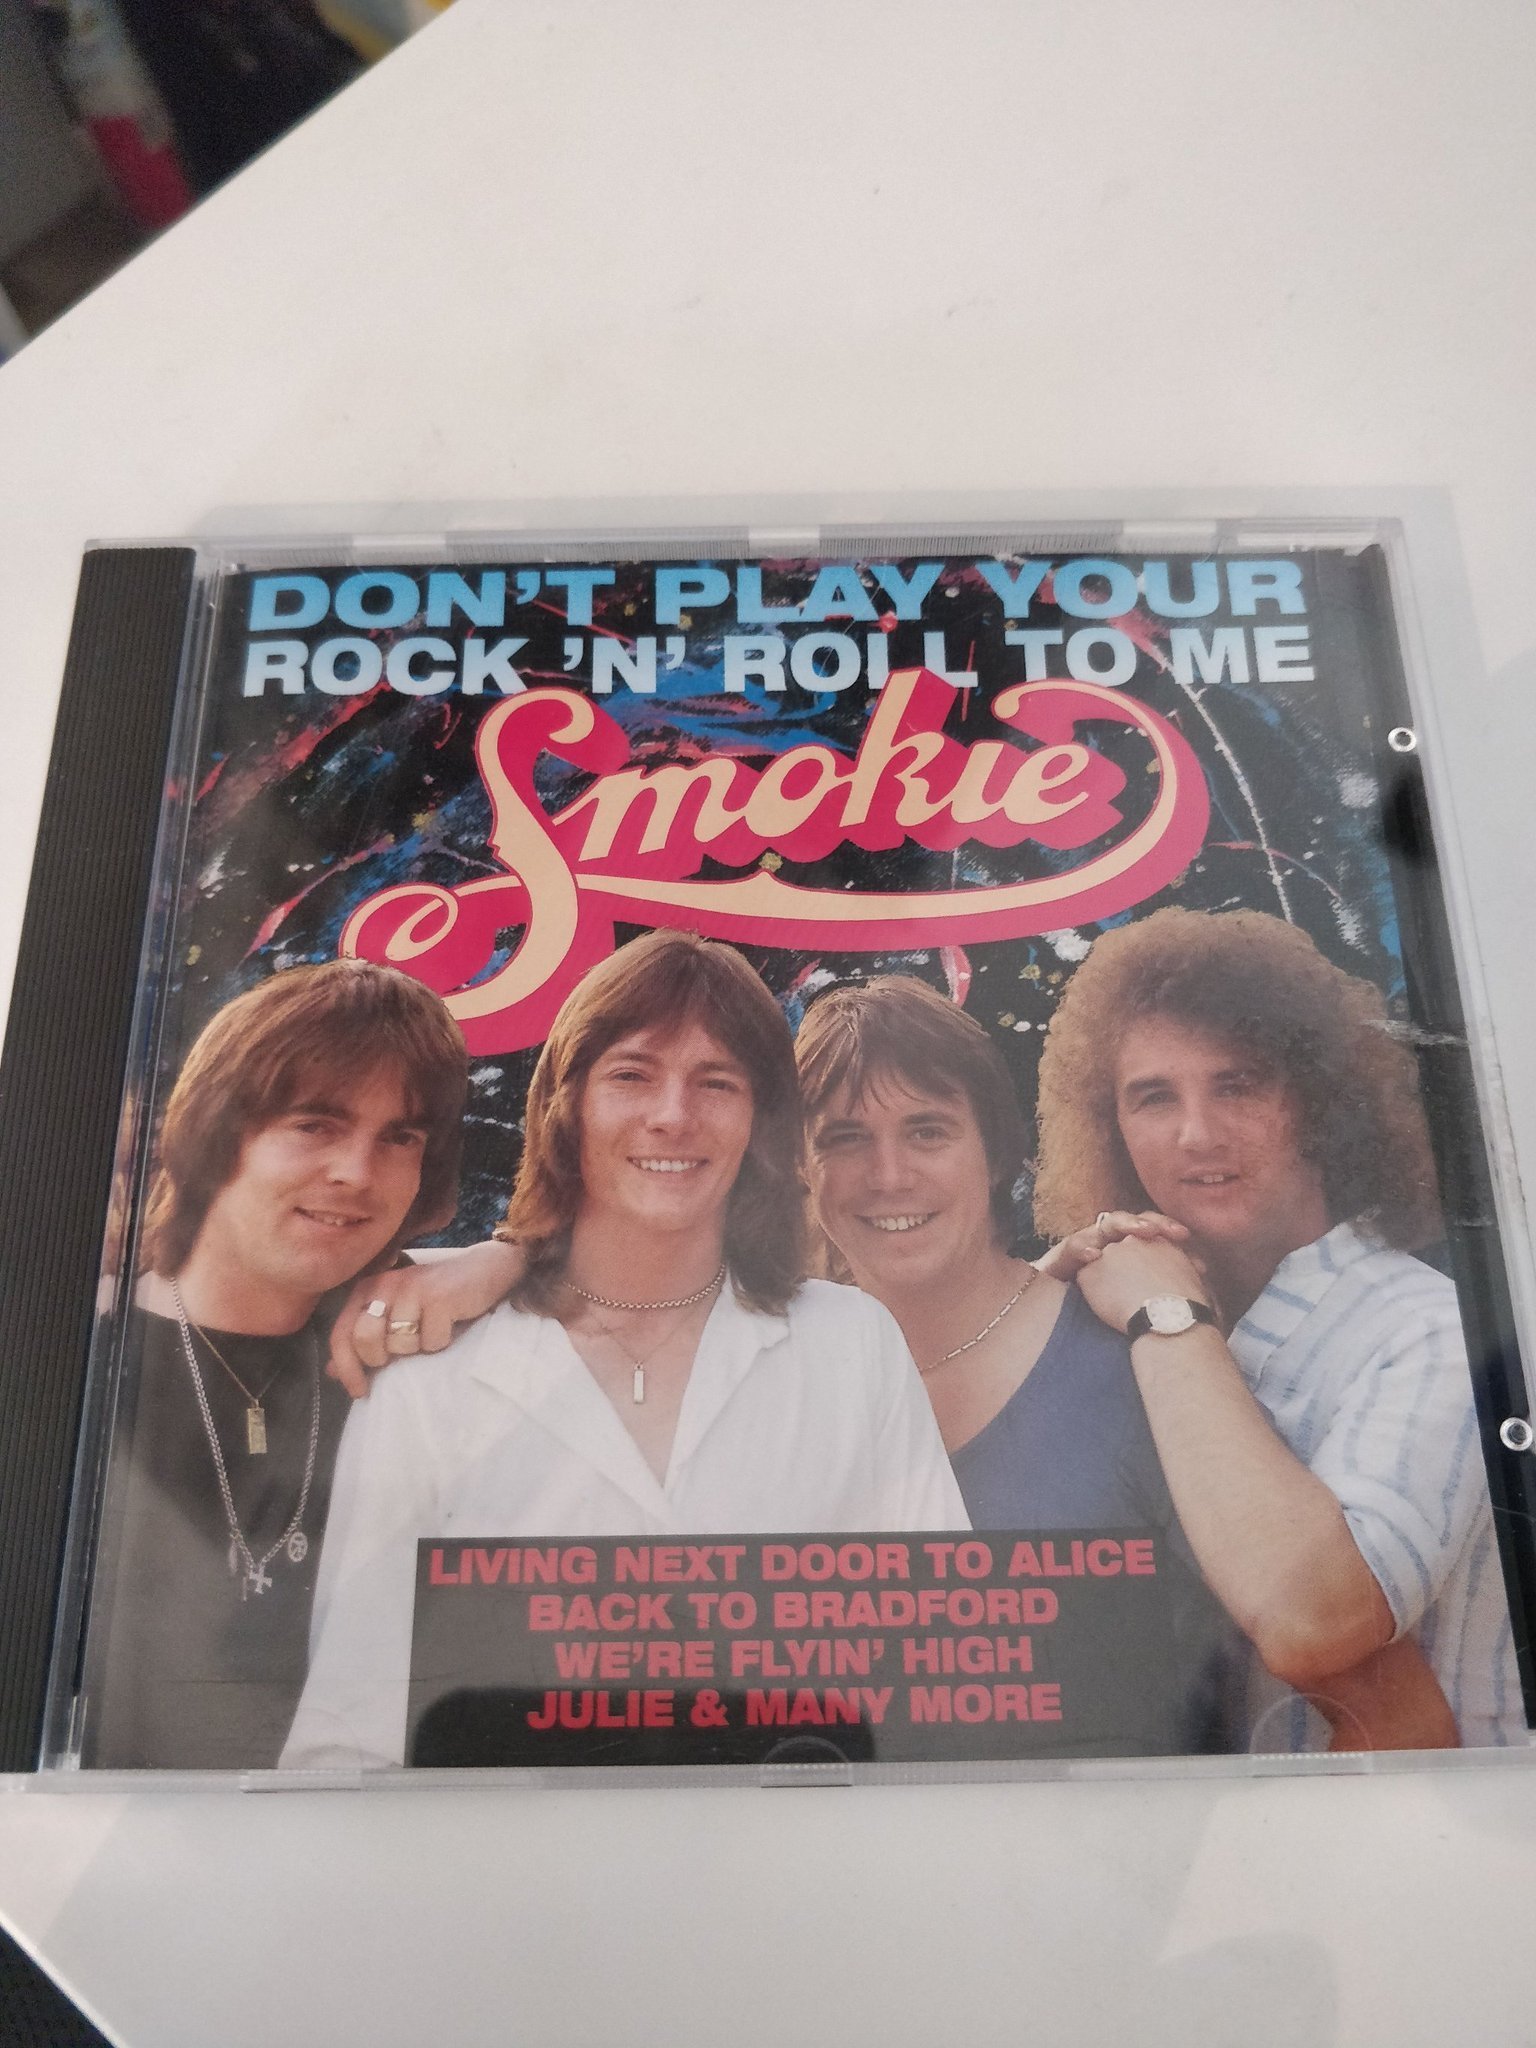 DON'T PLAY YOUR
ROCK 'N' ROLL TO ME
Smokie
LIVING NEXT DOOR TO ALICE
BACK TO BRADFORD
WE'RE FLYIN' HIGH
JULIE & MANY MORE